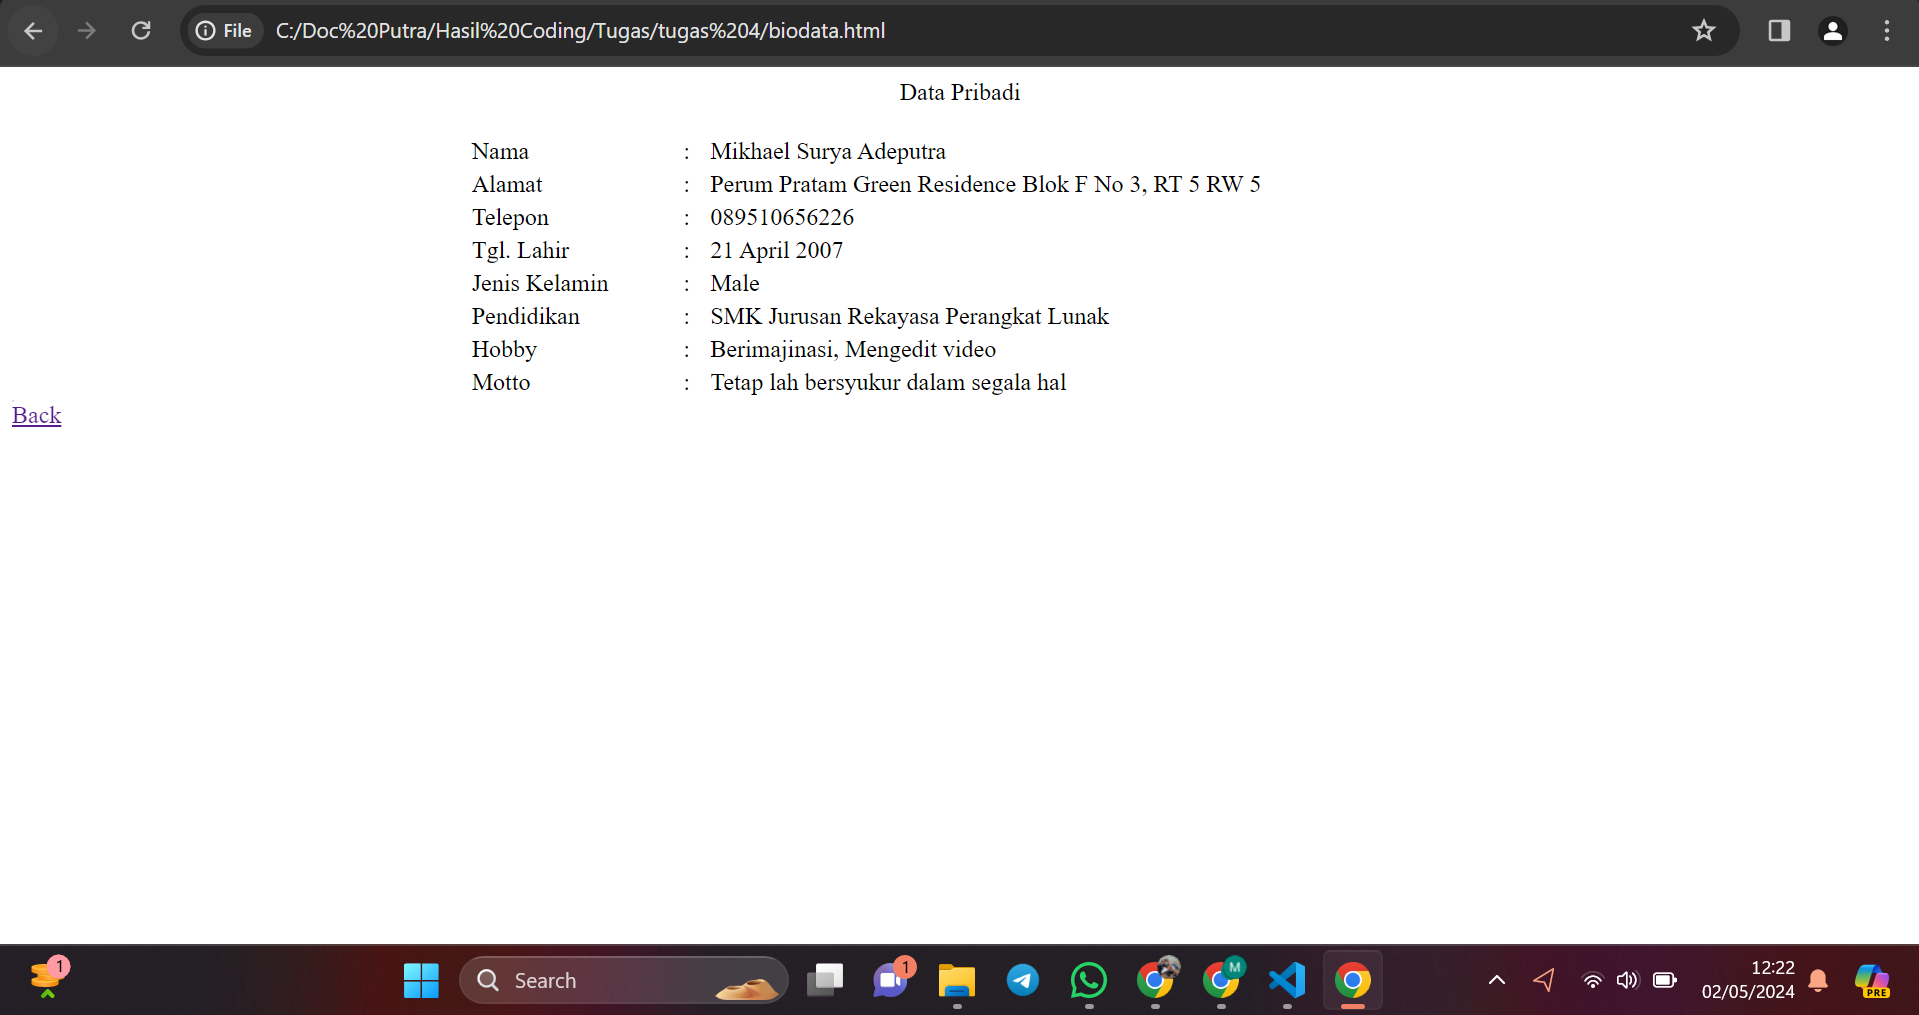 File C:/Doc%20Putra/Hasil%20Coding/Tugas/tugas%204/biodata.html
Data Pribadi
Nama : Mikhael Surya Adeputra
Alamat : Perum Pratam Green Residence Blok F No 3, RT 5 RW 5
Telepon : 089510656226
Tgl. Lahir : 21 April 2007
Jenis Kelamin : Male
Pendidikan : SMK Jurusan Rekayasa Perangkat Lunak
Hobby : Berimajinasi, Mengedit video
Motto : Tetap lah bersyukur dalam segala hal
Back
1
Search
1
M
12:22
02/05/2024
PRE